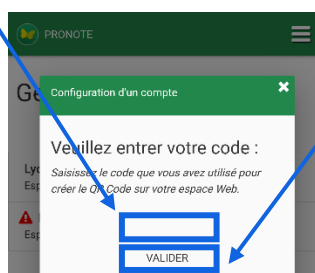 PRONOTE
Ge
Configuration d'un compte
Veuillez entrer votre code :
Saisissez le code que vous avez utilisé pour
créer le QR Code sur votre espace Web.
Lyc
Esp
Esp
VALIDER